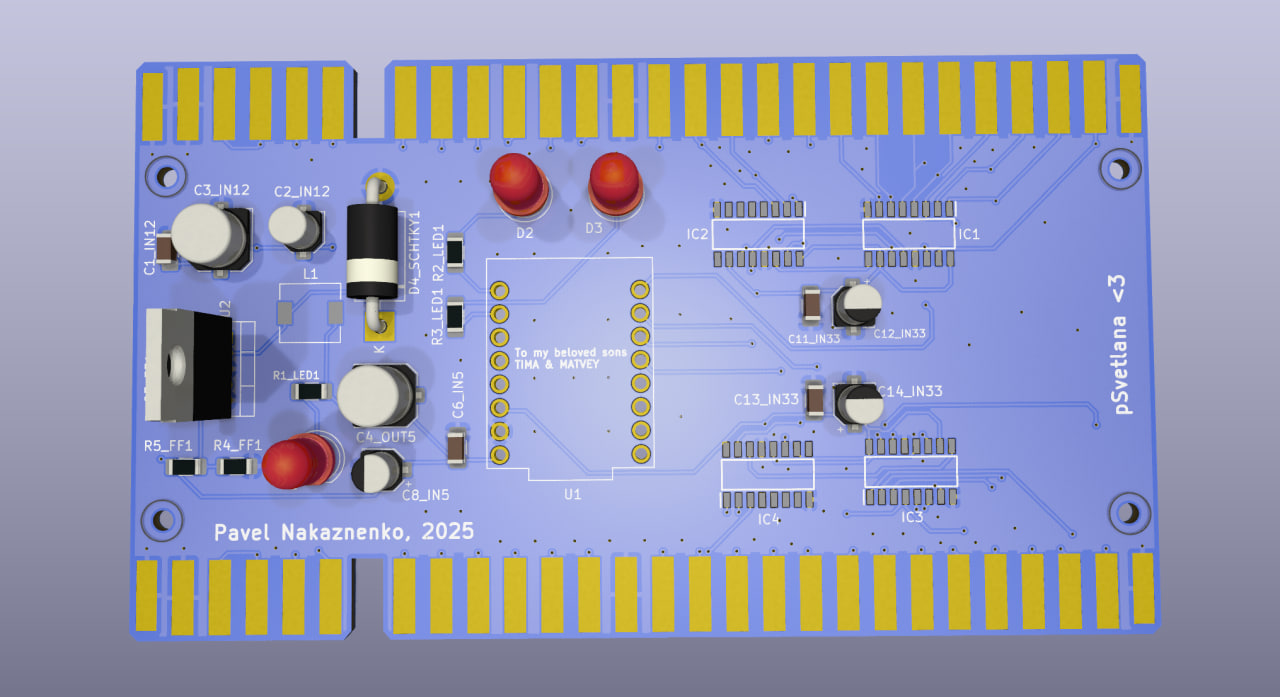 C3_IN12
C2_IN12
C1_IN12
D4_SCHTKY1
K
L1
U2
R2_LED1
R3_LED1
D2
D3
IC2
IC1
C11_IN33
C12_IN33
pSvetlana <3
To my beloved sons
TIMA & MATVEY
R1_LED1
C4_OUT5
C6_IN5
C13_IN33
C14_IN33
R5_FF1
R4_FF1
C8_IN5
U1
IC4
IC3
Pavel Nakaznenko, 2025